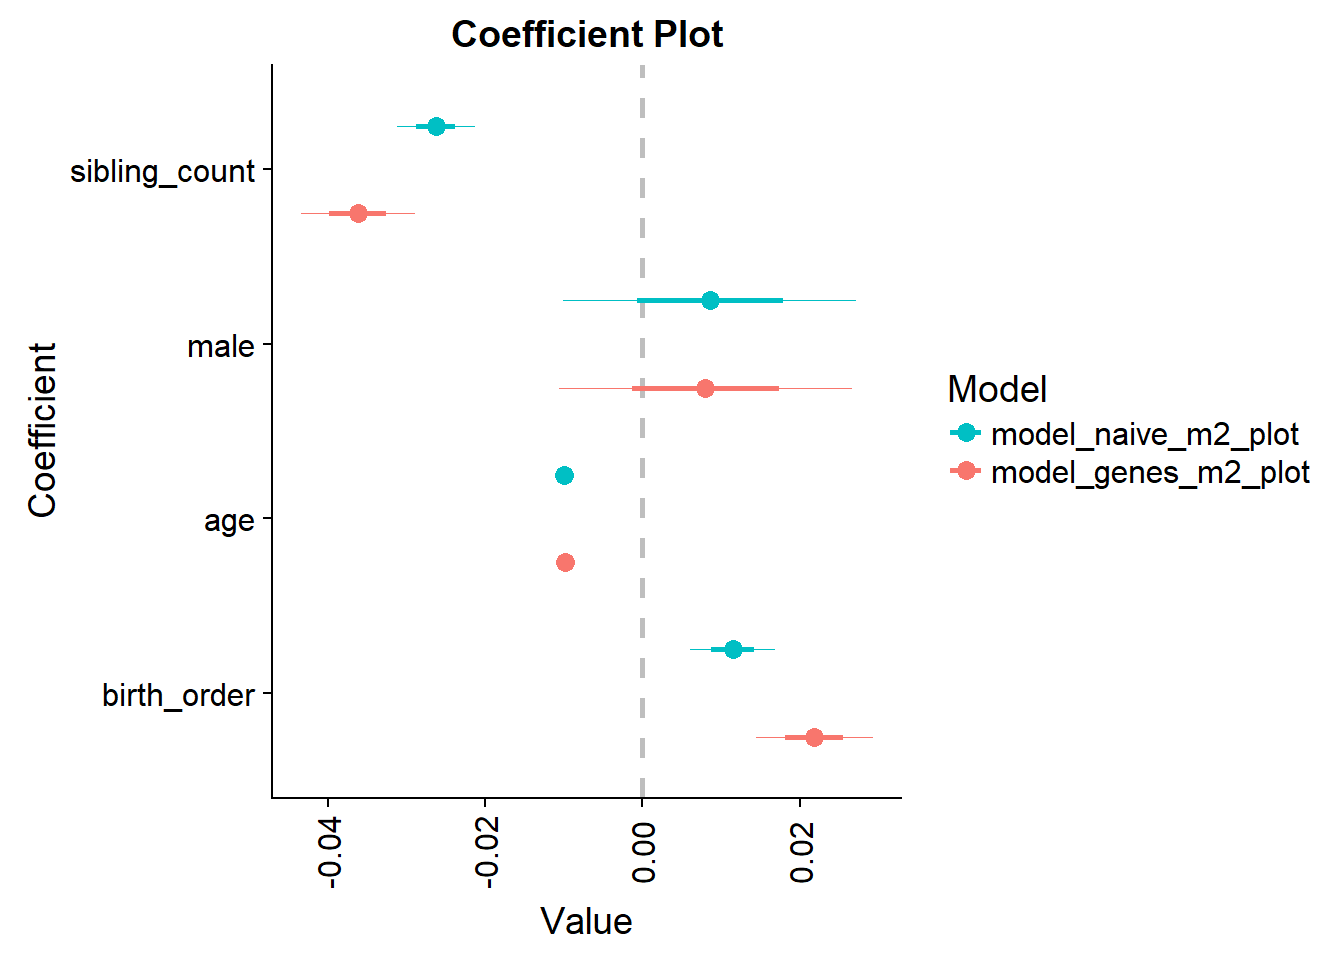 Coefficient Plot
sibling_count
male
age
birth_order
Coefficient
-0.04
-0.02
0.00
0.02
Value
Model
model_naive_m2_plot
model_genes_m2_plot